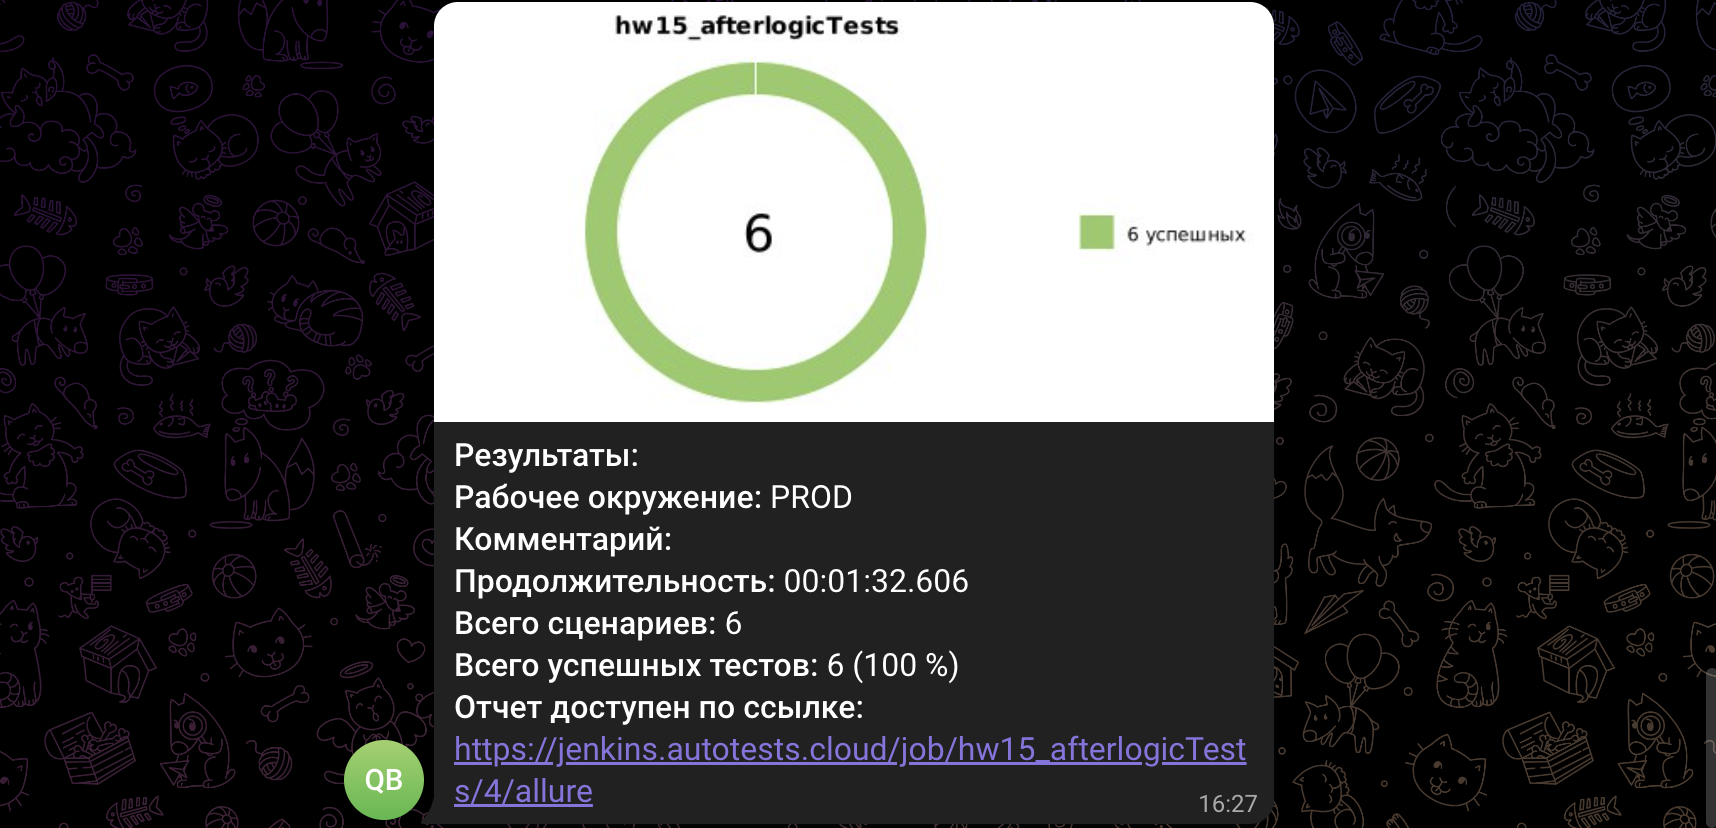 hw15_afterlogicTests
6
6 успешных
Результаты:
Рабочее окружение: PROD
Комментарий:
Продолжительность: 00:01:32.606
Всего сценариев: 6
Всего успешных тестов: 6 (100 %)
Отчет доступен по ссылке:
https://jenkins.autotests.cloud/job/hw15_afterlogicTest
s/4/allure
QB
16:27